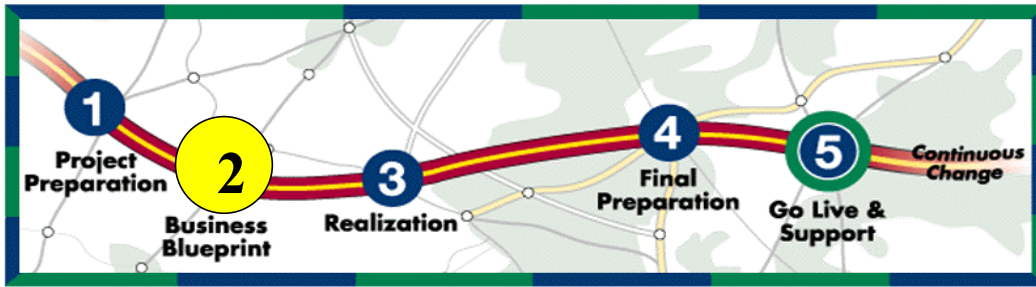 1
Project
Preparation
2
Business
Blueprint
3
Realization
4
Final
Preparation
5
Go Live &
Support
Continuous
Change